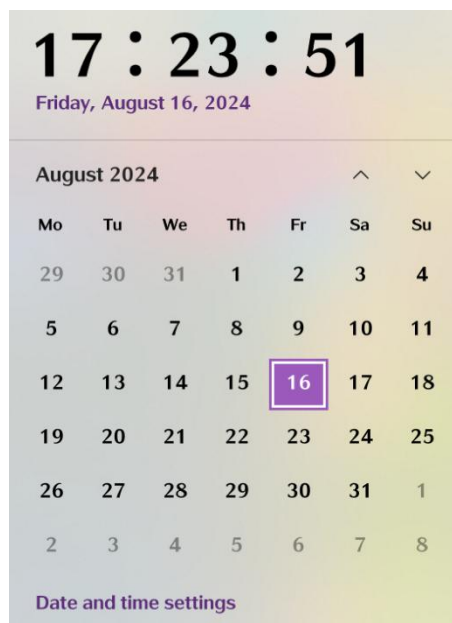 17 : 23 : 51
Friday, August 16, 2024
August 2024
Mo Tu We Th Fr Sa Su
29 30 31 1 2 3 4
5 6 7 8 9 10 11
12 13 14 15 16 17 18
19 20 21 22 23 24 25
26 27 28 29 30 31 1
2 3 4 5 6 7 8
Date and time settings